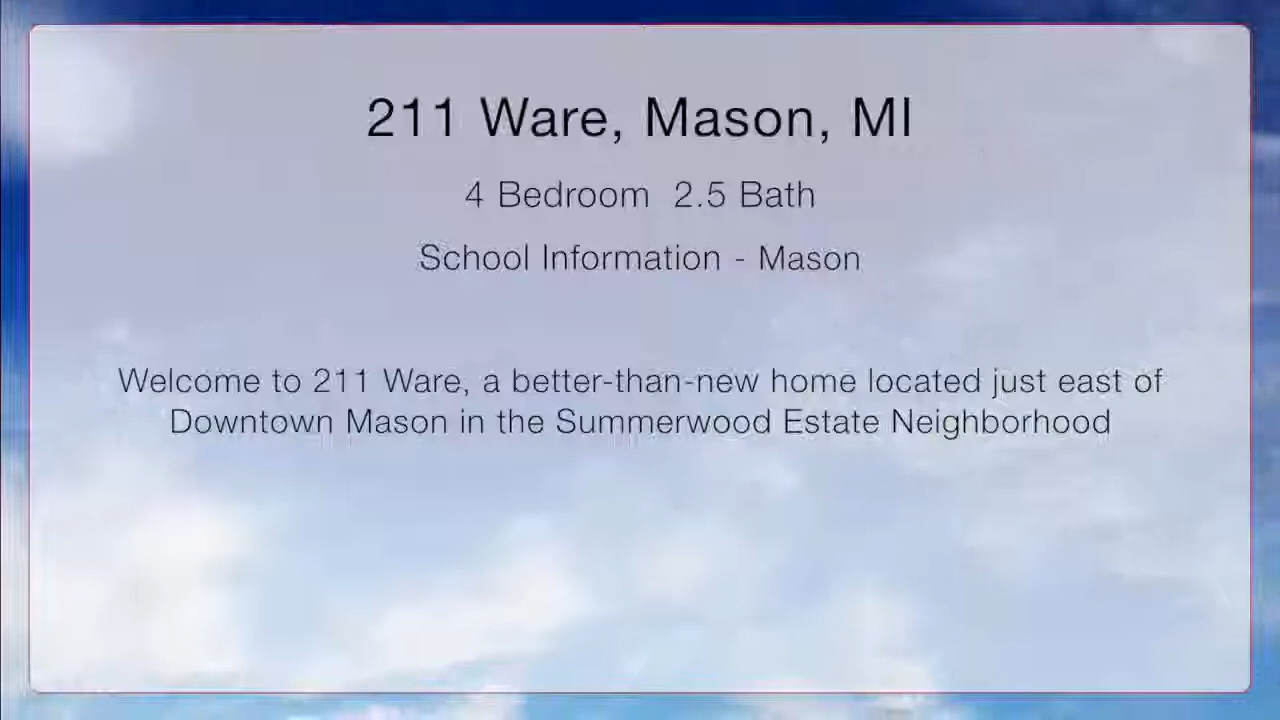 211 Ware, Mason, MI
4 Bedroom  2.5 Bath
School Information - Mason
Welcome to 211 Ware, a better-than-new home located just east of
Downtown Mason in the Summerwood Estate Neighborhood